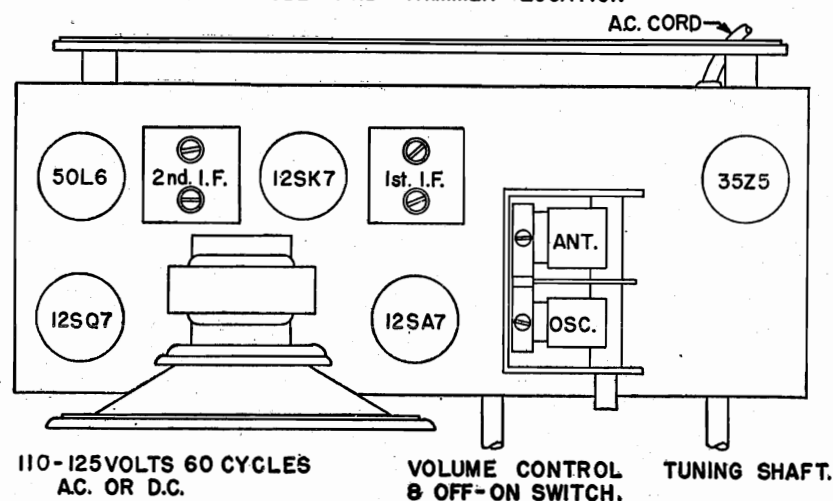 A.C. CORD
50L6
2nd. I.F.
12SK7
1st. I.F.
35Z5
ANT.
12SQ7
12SA7
OSC.
110-125 VOLTS 60 CYCLES
A.C. OR D.C.
VOLUME CONTROL
& OFF-ON SWITCH.
TUNING SHAFT.